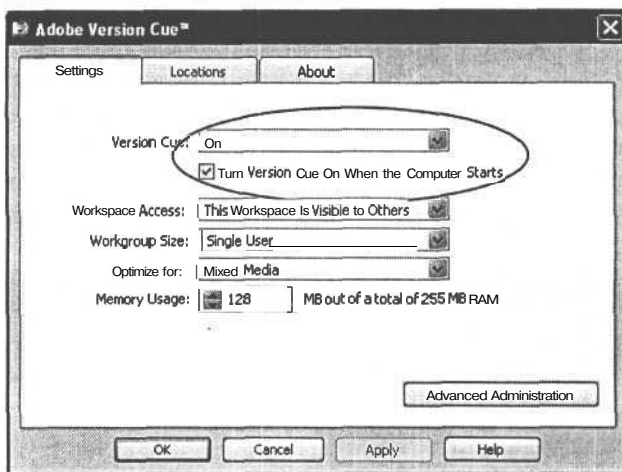 Adobe Version Cue™
Settings Locations About
Version Cue: On
Turn Version Cue On When the Computer Starts
Workspace Access: This Workspace Is Visible to Others
Workgroup Size: Single User
Optimize for: Mixed Media
Memory Usage: 128 MB out of a total of 255 MB RAM
Advanced Administration
OK Cancel Apply Help